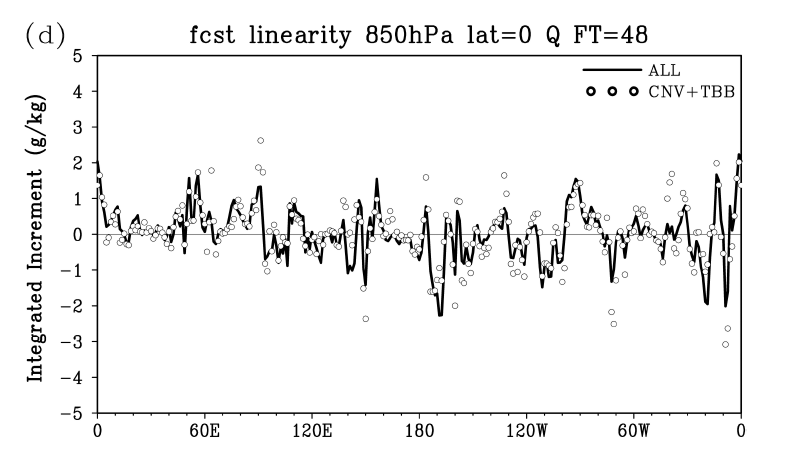 (d)
fcst linearity 850hPa lat=0 Q FT=48
ALL
CNV+TBB
Integrated Increment (g/kg)
5
4
3
2
1
0
−1
−2
−3
−4
−5
0 60E 120E 180 120W 60W 0